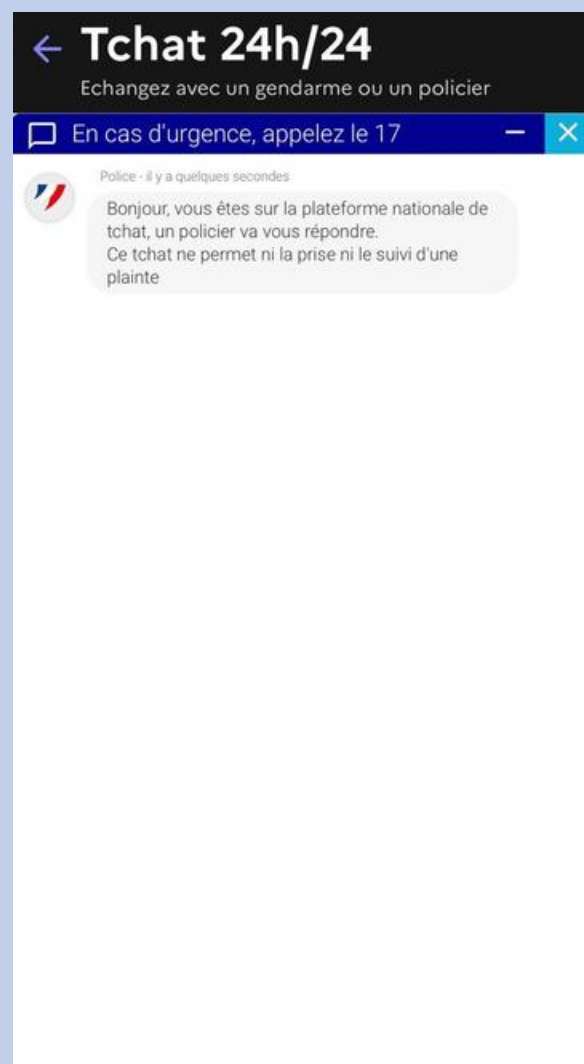 Tchat 24h/24
Echangez avec un gendarme ou un policier
En cas d'urgence, appelez le 17
Police - il y a quelques secondes
Bonjour, vous êtes sur la plateforme nationale de
tchat, un policier va vous répondre.
Ce tchat ne permet ni la prise ni le suivi d'une
plainte